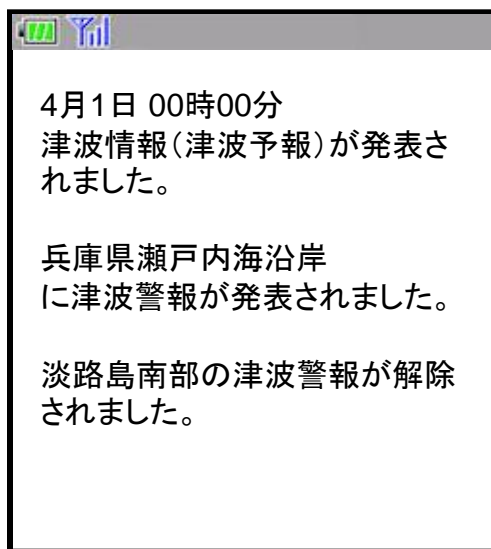 4月1日 00時00分
津波情報(津波予報)が発表さ
れました。
兵庫県瀬戸内海沿岸
に津波警報が発表されました。
淡路島南部の津波警報が解除
されました。